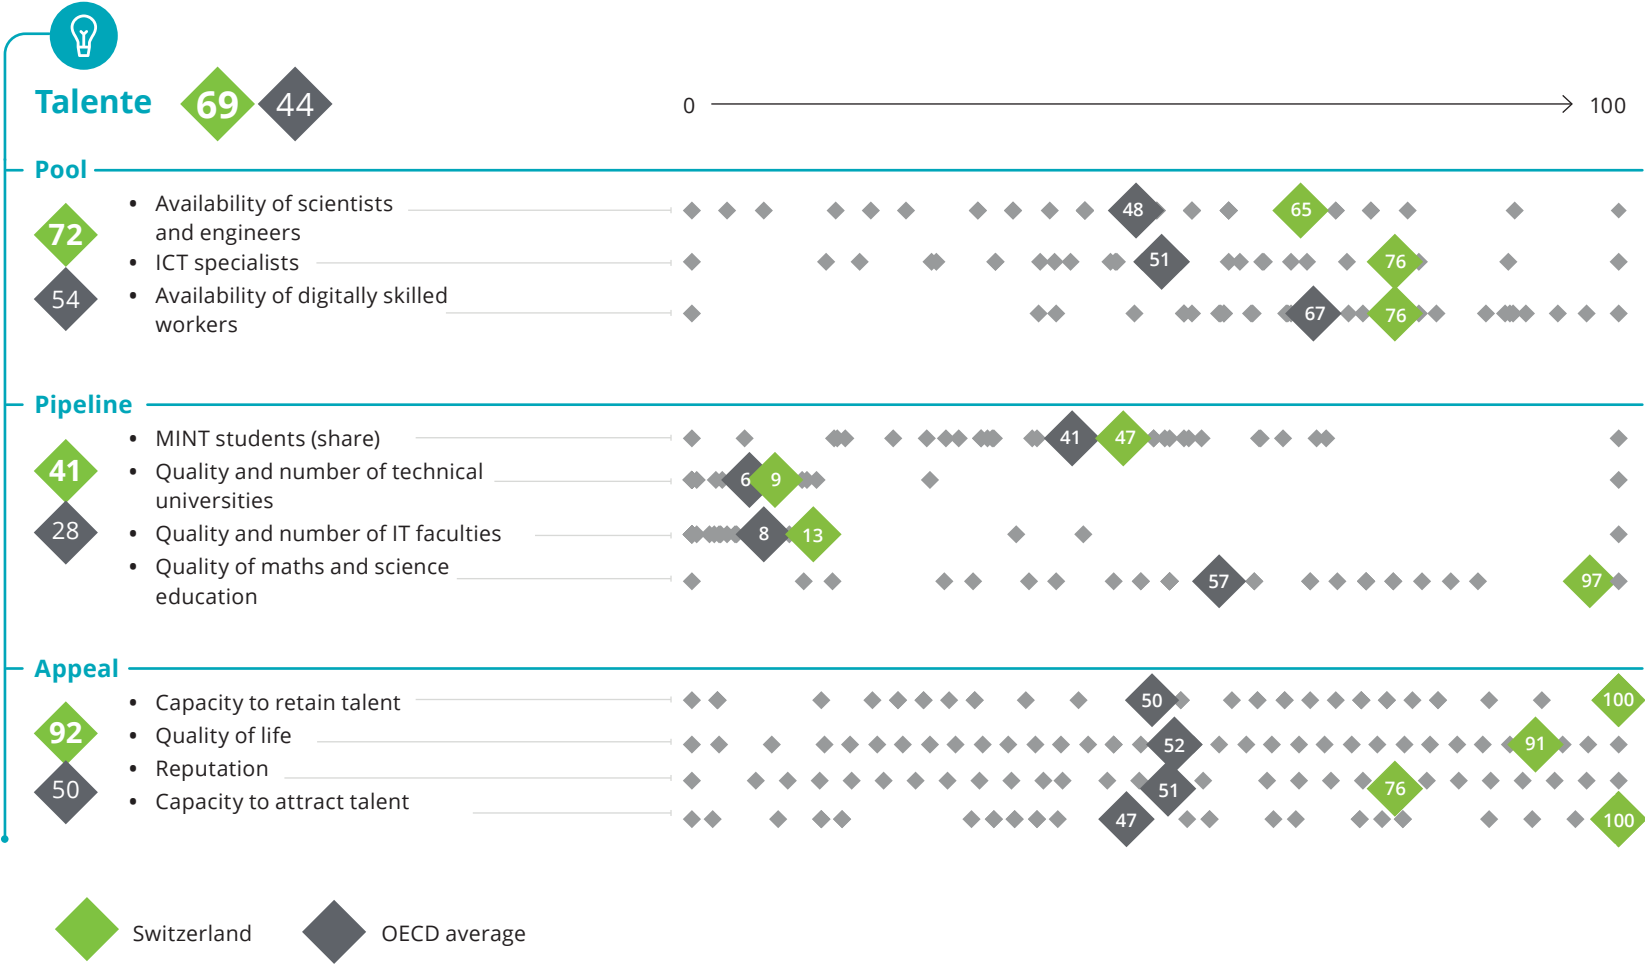 Talente 69 44 0 100
Pool
72
54
• Availability of scientists
and engineers
48 65
• ICT specialists
51 76
• Availability of digitally skilled
workers
67 76
Pipeline
41
28
• MINT students (share)
41 47
• Quality and number of technical
universities
6 9
• Quality and number of IT faculties
8 13
• Quality of maths and science
education
57 97
Appeal
92
50
• Capacity to retain talent
50 100
• Quality of life
52 91
• Reputation
51 76
• Capacity to attract talent
47 100
Switzerland OECD average